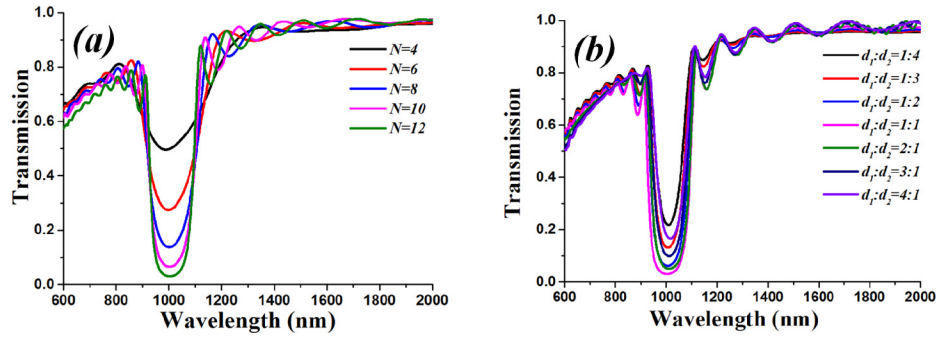 (a)
N=4
N=6
N=8
N=10
N=12
Transmission
1.0
0.8
0.6
0.4
0.2
0.0
600 800 1000 1200 1400 1600 1800 2000
Wavelength (nm)
(b)
d1:d2=1:4
d1:d2=1:3
d1:d2=1:2
d1:d2=1:1
d1:d2=2:1
d1:d2=3:1
d1:d2=4:1
Transmission
1.0
0.8
0.6
0.4
0.2
0.0
600 800 1000 1200 1400 1600 1800 2000
Wavelength (nm)